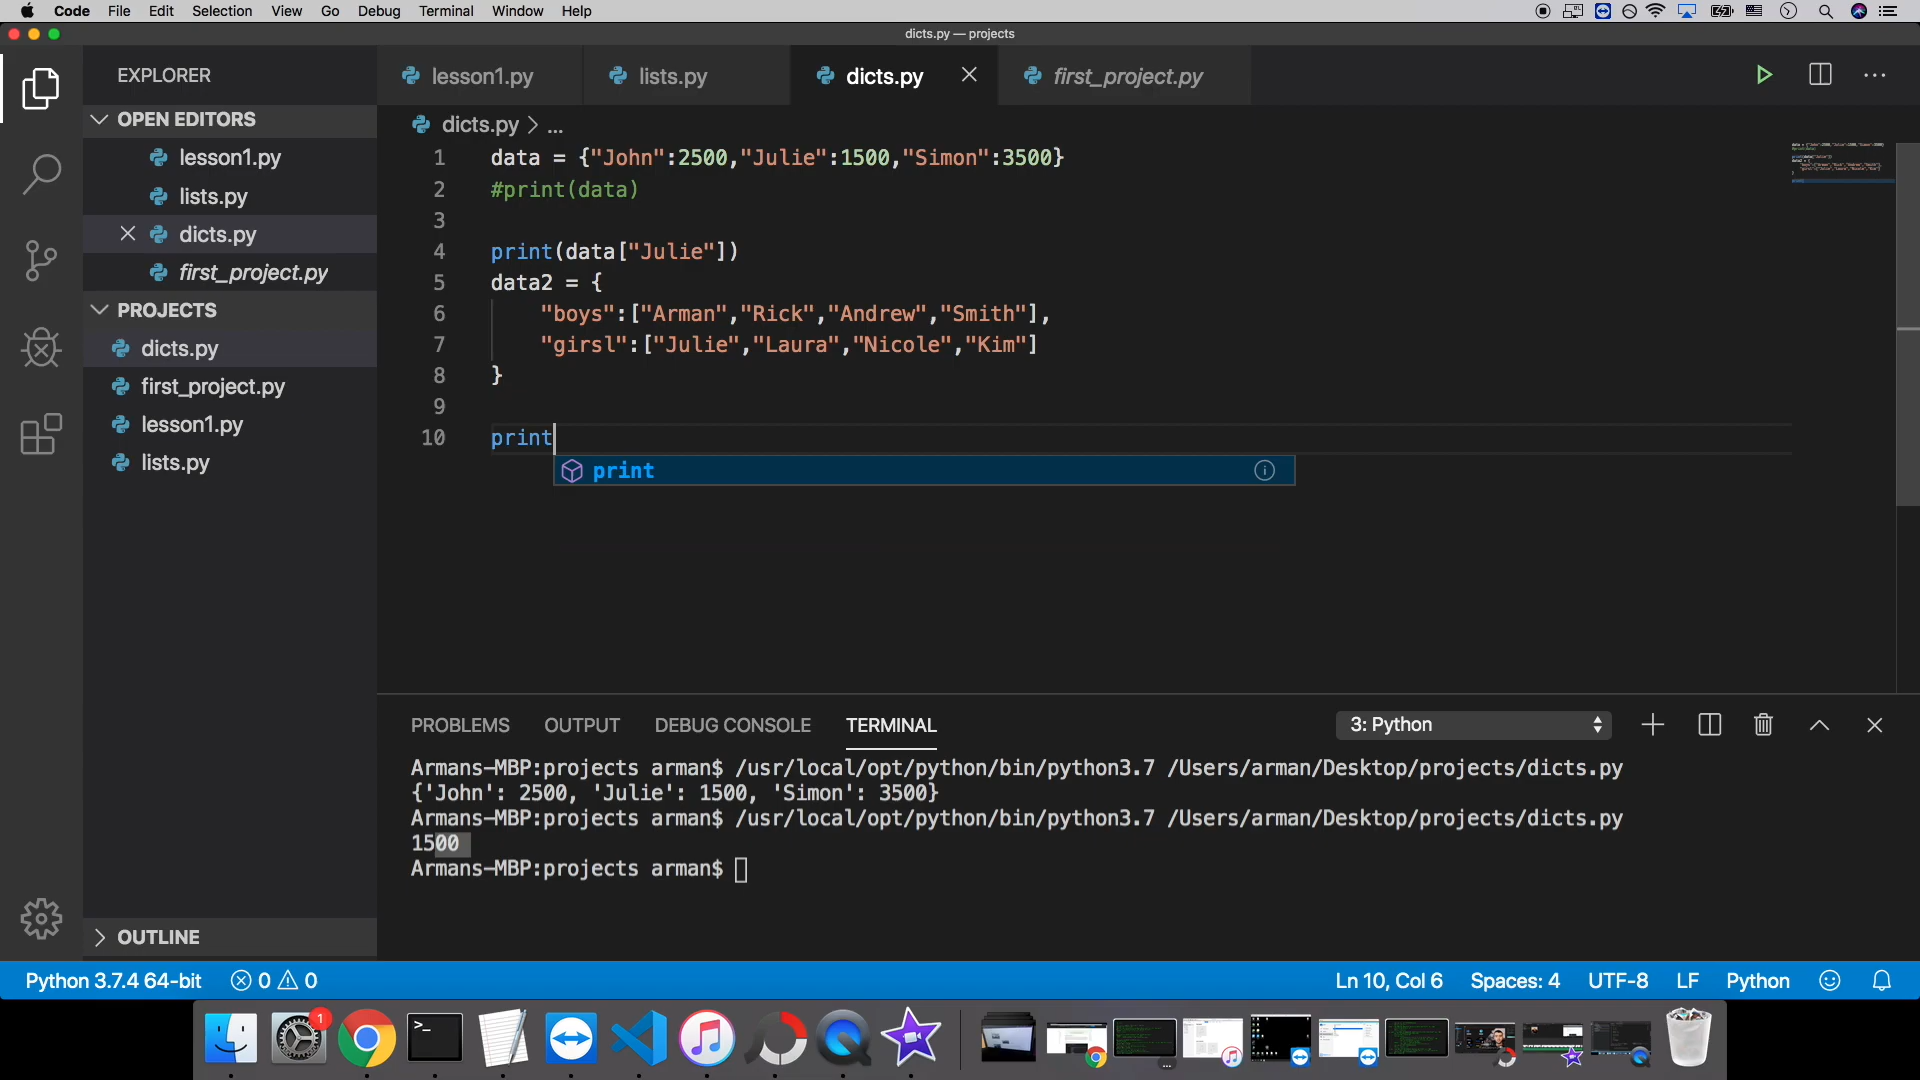 Code File Edit Selection View Go Debug Terminal Window Help
dicts.py — projects
EXPLORER
OPEN EDITORS
lesson1.py
lists.py
dicts.py
first_project.py
PROJECTS
dicts.py
first_project.py
lesson1.py
lists.py
OUTLINE
lesson1.py lists.py dicts.py first_project.py
dicts.py > ...
1 data = {"John":2500,"Julie":1500,"Simon":3500}
2 #print(data)
3
4 print(data["Julie"])
5 data2 = {
6 "boys":["Arman","Rick","Andrew","Smith"],
7 "girsl":["Julie","Laura","Nicole","Kim"]
8 }
9
10 print
print
PROBLEMS OUTPUT DEBUG CONSOLE TERMINAL 3: Python
Armans-MBP:projects arman$ /usr/local/opt/python/bin/python3.7 /Users/arman/Desktop/projects/dicts.py
{'John': 2500, 'Julie': 1500, 'Simon': 3500}
Armans-MBP:projects arman$ /usr/local/opt/python/bin/python3.7 /Users/arman/Desktop/projects/dicts.py
1500
Armans-MBP:projects arman$
Python 3.7.4 64-bit 0 0 Ln 10, Col 6 Spaces: 4 UTF-8 LF Python
1